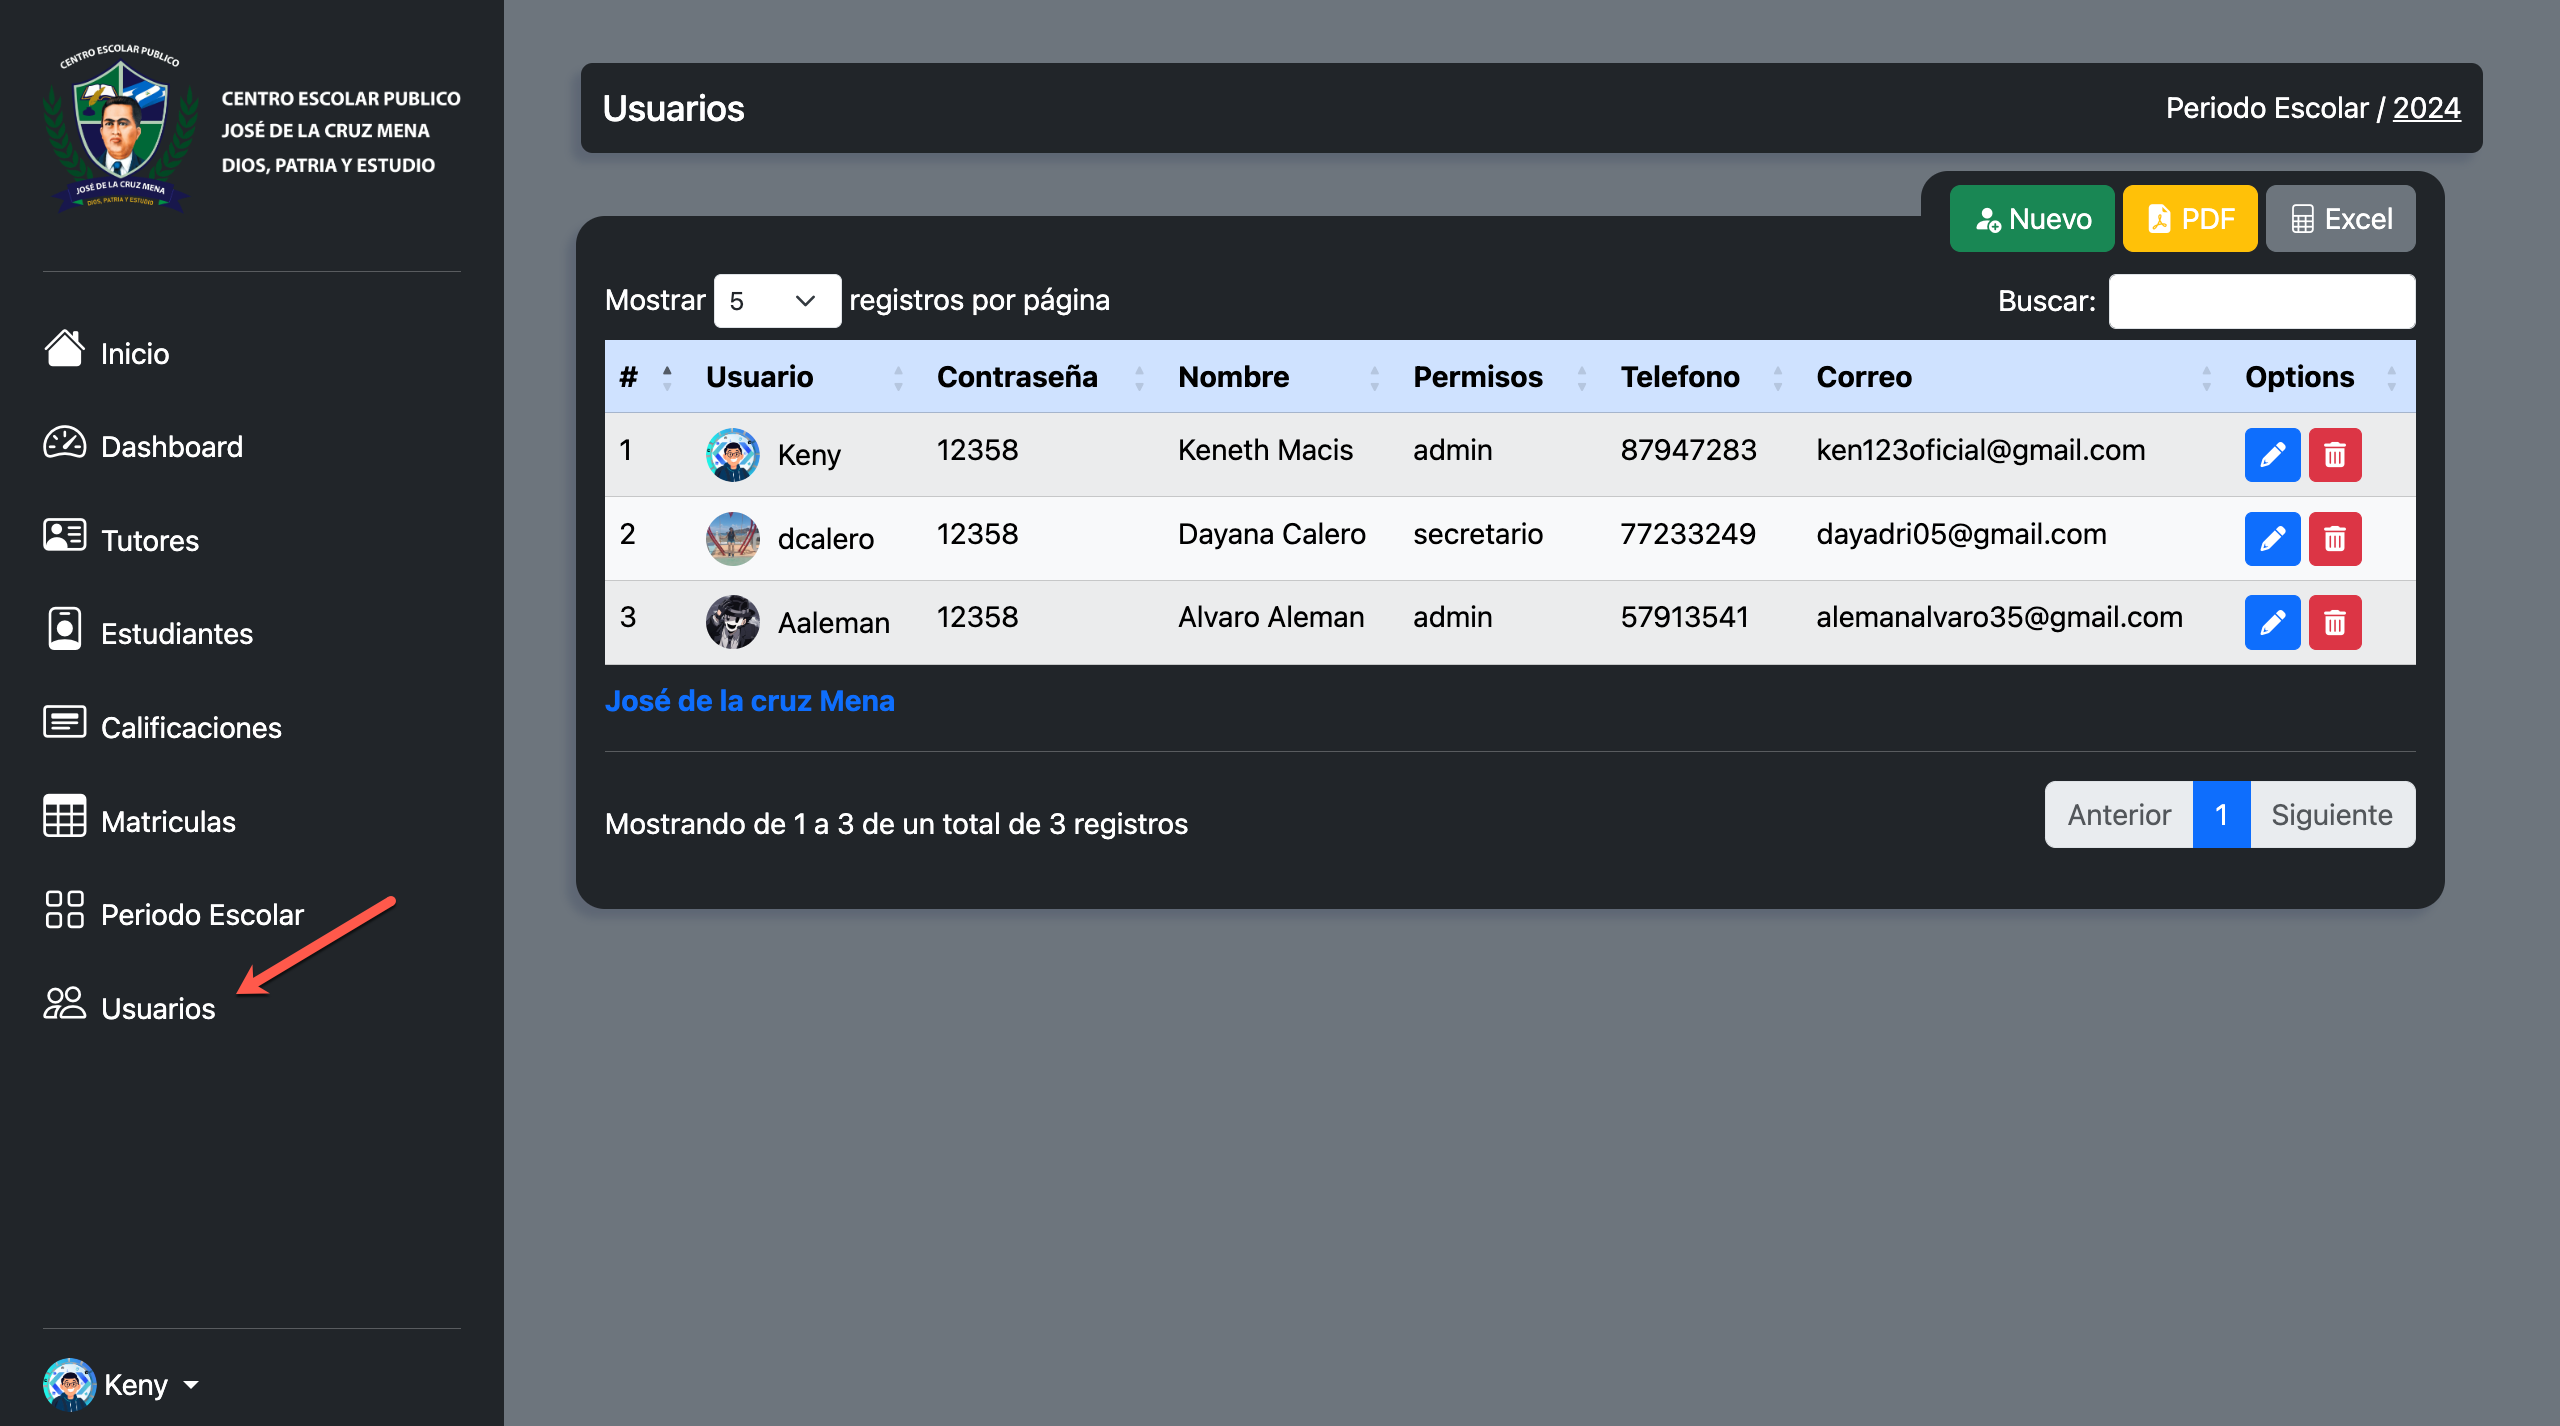 CENTRO ESCOLAR PUBLICO
JOSÉ DE LA CRUZ MENA
DIOS, PATRIA Y ESTUDIO
CENTRO ESCOLAR PUBLICO
JOSÉ DE LA CRUZ MENA
DIOS, PATRIA Y ESTUDIO
Inicio
Dashboard
Tutores
Estudiantes
Calificaciones
Matriculas
Periodo Escolar
Usuarios
Keny
Usuarios
Periodo Escolar / 2024
Nuevo PDF Excel
Mostrar 5 registros por página Buscar:
# Usuario Contraseña Nombre Permisos Telefono Correo Options
1 Keny 12358 Keneth Macis admin 87947283 ken123oficial@gmail.com
2 dcalero 12358 Dayana Calero secretario 77233249 dayadri05@gmail.com
3 Aaleman 12358 Alvaro Aleman admin 57913541 alemanalvaro35@gmail.com
José de la cruz Mena
Mostrando de 1 a 3 de un total de 3 registros
Anterior 1 Siguiente